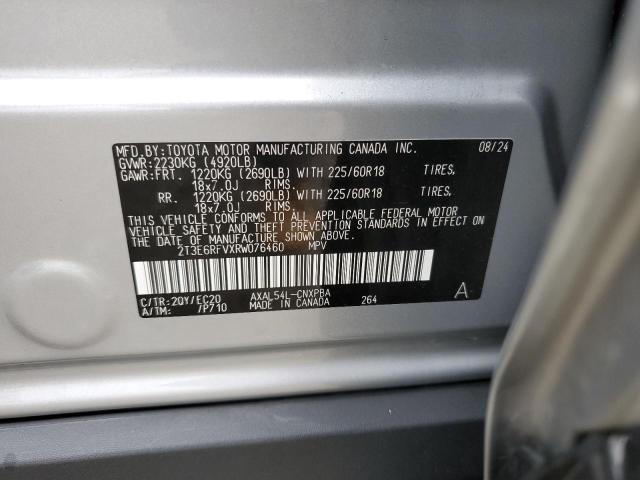 MFD.BY:TOYOTA MOTOR MANUFACTURING CANADA INC. 08/24
GVWR:2230KG (4920LB)
GAWR:FRT. 1220KG (2690LB) WITH 225/60R18 TIRES,
18x7.0J RIMS.
RR. 1220KG (2690LB) WITH 225/60R18 TIRES,
18x7.0J RIMS.
THIS VEHICLE CONFORMS TO ALL APPLICABLE FEDERAL MOTOR
VEHICLE SAFETY AND THEFT PREVENTION STANDARDS IN EFFECT ON
THE DATE OF MANUFACTURE SHOWN ABOVE.
2T3E6RFVXRW076460 MPV
C/TR:2QY/EC20 AXAL54L-CNXPBA A
A/TM: /P710 MADE IN CANADA 264